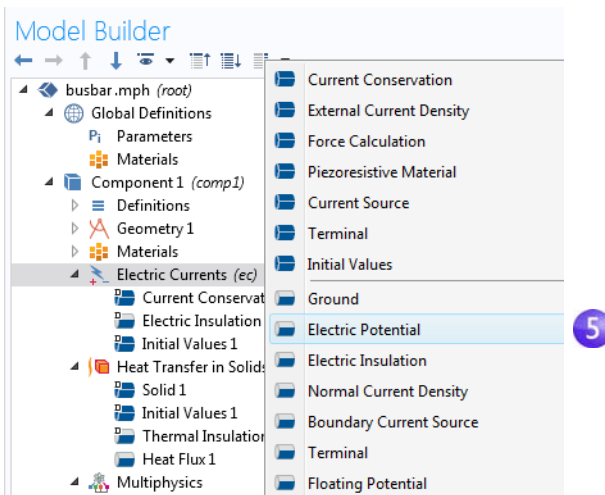 Model Builder
busbar.mph (root)
Global Definitions
Pi Parameters
Materials
Component 1 (comp1)
Definitions
Geometry 1
Materials
Electric Currents (ec)
Current Conservat
Electric Insulation
Initial Values 1
Heat Transfer in Solids
Solid 1
Initial Values 1
Thermal Insulation
Heat Flux 1
Multiphysics
Current Conservation
External Current Density
Force Calculation
Piezoresistive Material
Current Source
Terminal
Initial Values
Ground
Electric Potential
5
Electric Insulation
Normal Current Density
Boundary Current Source
Terminal
Floating Potential